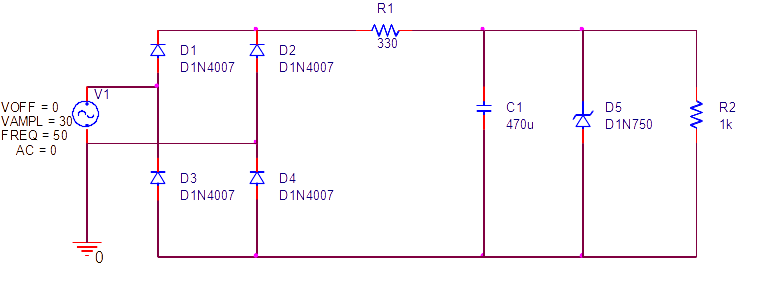 R1
330
D1
D1N4007
D2
D1N4007
V1
VOFF = 0
VAMPL = 30
FREQ = 50
AC = 0
C1
470u
D5
D1N750
R2
1k
D3
D1N4007
D4
D1N4007
0